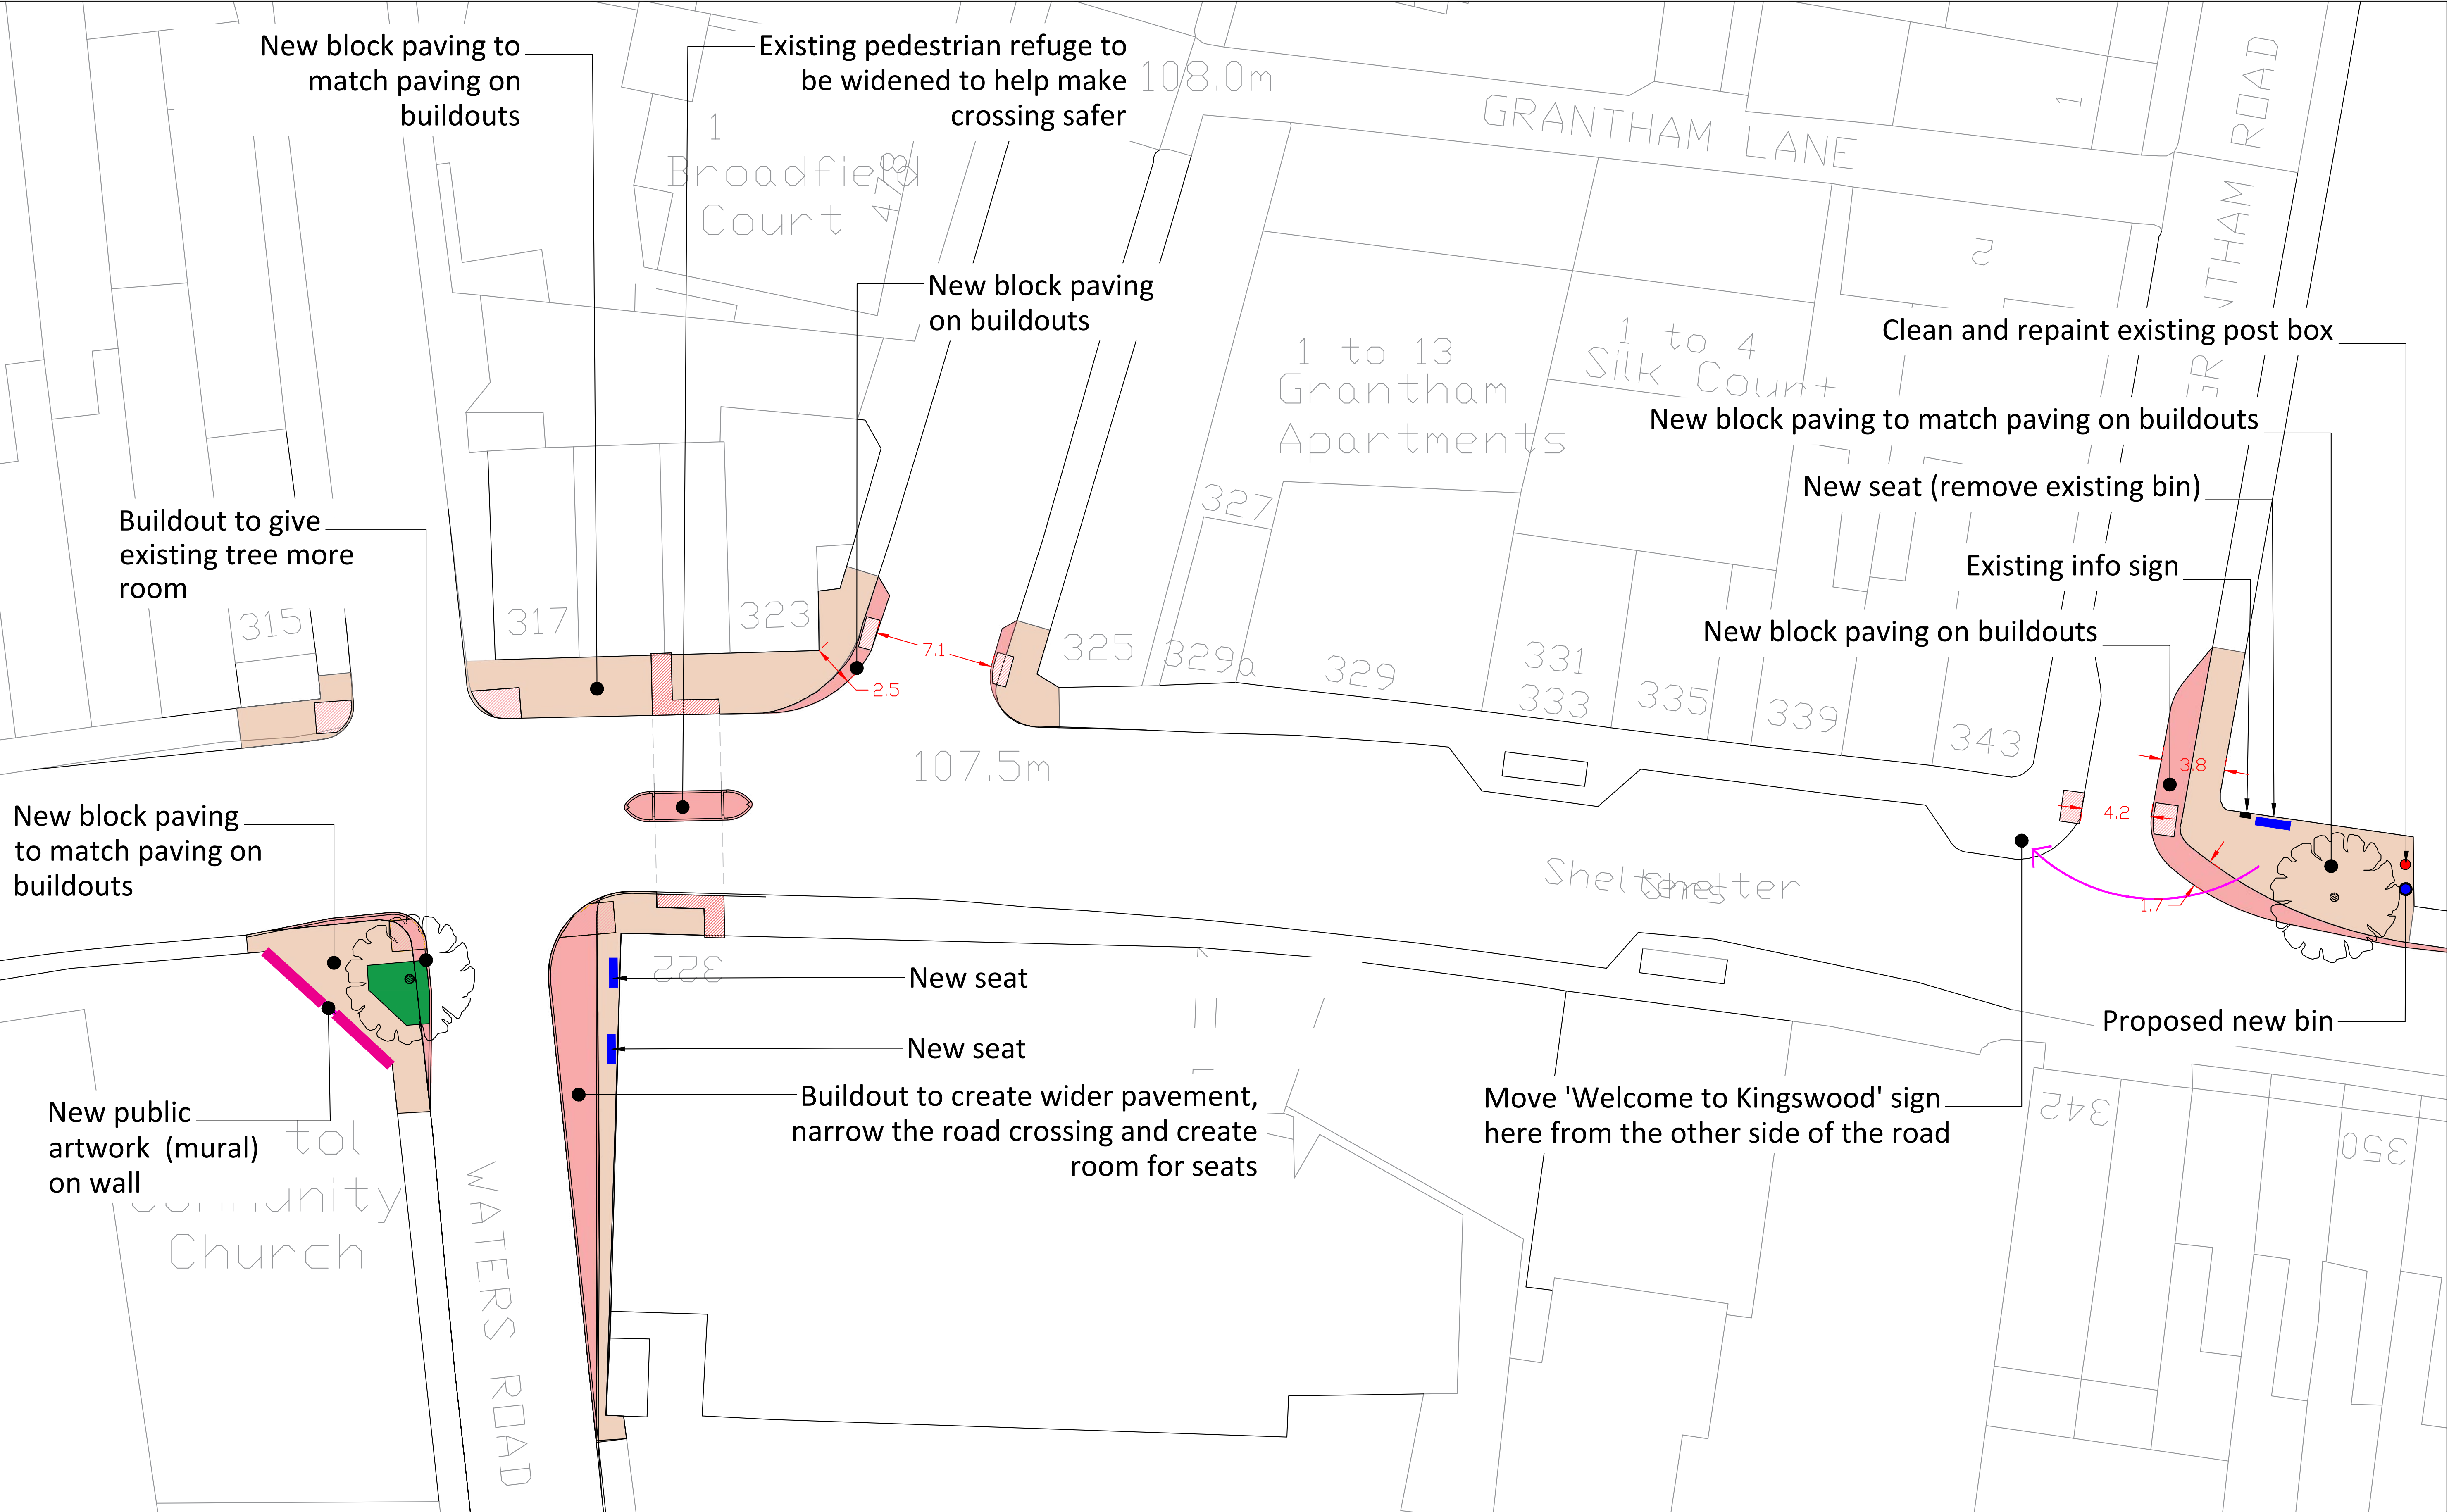 New block paving to
match paving on
buildouts
Existing pedestrian refuge to
be widened to help make
crossing safer
108.0m
GRANTHAM LANE
1
ROAD
1
Broadfield
Court
478
2
New block paving
on buildouts
Clean and repaint existing post box
1 to 13
Grantham
Apartments
1 to 4
Silk Court
New block paving to match paving on buildouts
New seat (remove existing bin)
Existing info sign
New block paving on buildouts
Buildout to give
existing tree more
room
315
317
323
327
325
329a
329
331
333
335
339
343
7.1
2.5
107.5m
3.8
4.2
1.7
New block paving
to match paving on
buildouts
Shelter
322
New seat
New seat
Buildout to create wider pavement,
narrow the road crossing and create
room for seats
Proposed new bin
Move 'Welcome to Kingswood' sign
here from the other side of the road
342
350
New public
artwork (mural)
on wall
Church
WATERS ROAD